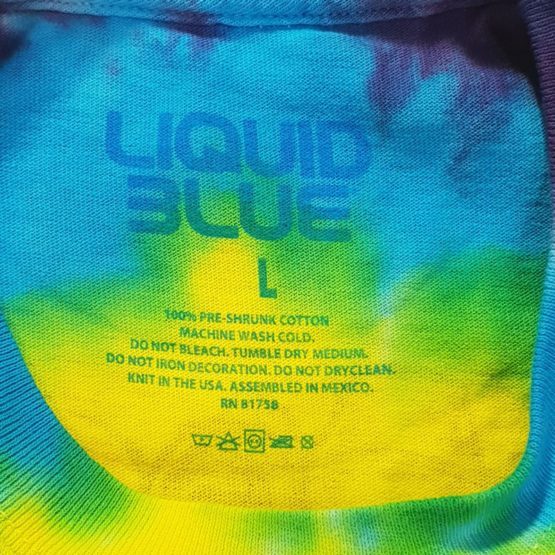 LIQUID
BLUE
L
100% PRE-SHRUNK COTTON
MACHINE WASH COLD.
DO NOT BLEACH. TUMBLE DRY MEDIUM.
DO NOT IRON DECORATION. DO NOT DRYCLEAN.
KNIT IN THE USA. ASSEMBLED IN MEXICO.
RN 81758